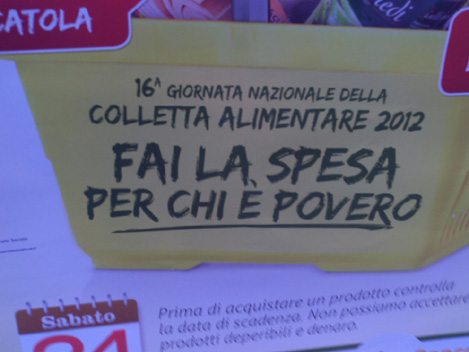 CATOLA
16ª GIORNATA NAZIONALE DELLA
COLLETTA ALIMENTARE 2012
FAI LA SPESA
PER CHI È POVERO
Sabato
Prima di acquistare un prodotto controlla
la data di scadenza. Non possiamo accettare
prodotti deperibili e denaro.